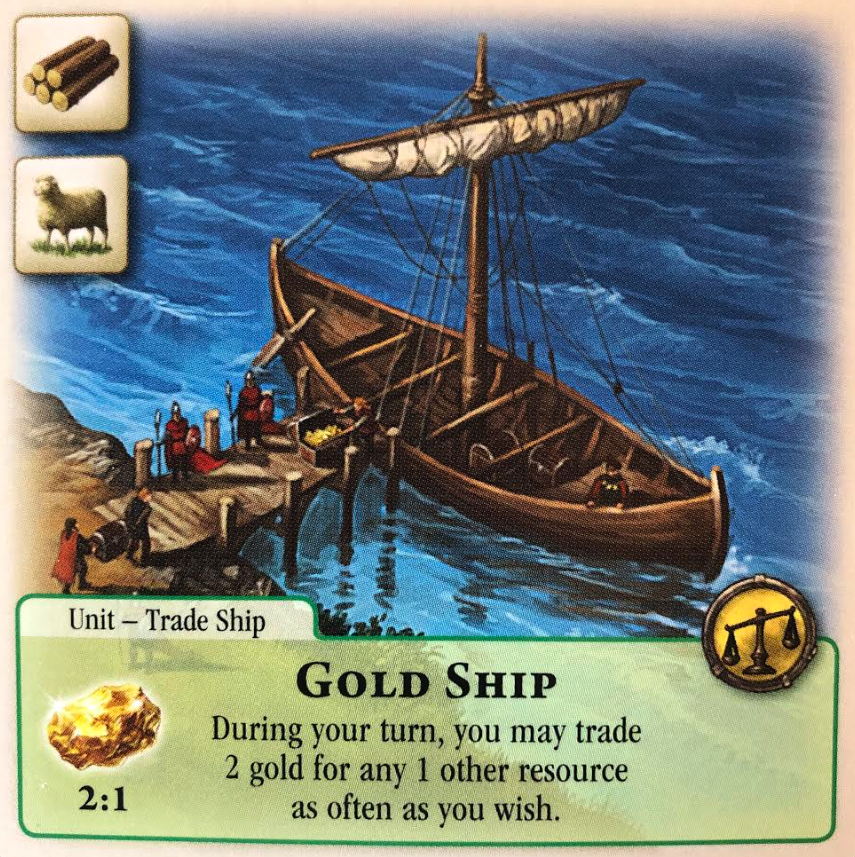 Unit – Trade Ship
Gold Ship
During your turn, you may trade
2 gold for any 1 other resource
as often as you wish.
2:1